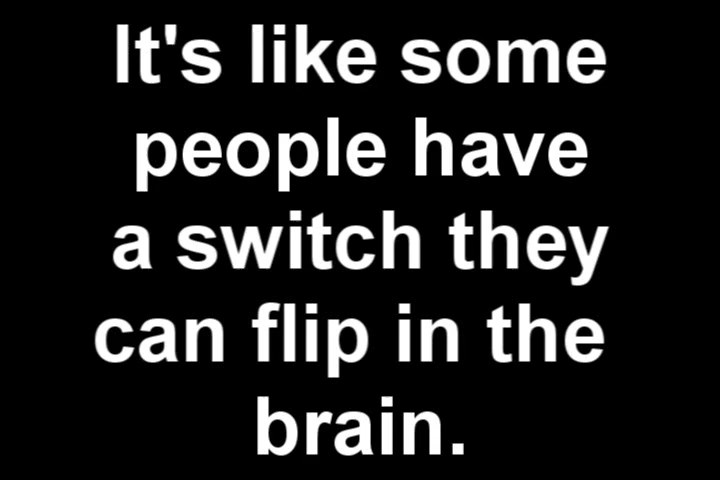 It's like some
people have
a switch they
can flip in the
brain.